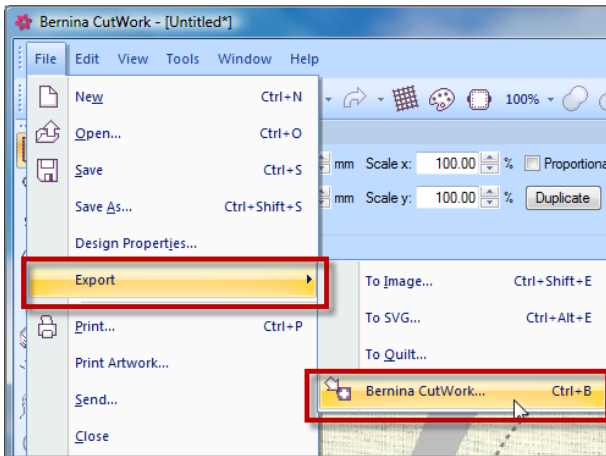 Bernina CutWork - [Untitled*]
File Edit View Tools Window Help
New Ctrl+N
100%
Open... Ctrl+O
Save Ctrl+S
mm Scale x: 100.00 % Proportiona
Save As... Ctrl+Shift+S
mm Scale y: 100.00 % Duplicate
Design Properties...
Export
To Image... Ctrl+Shift+E
Print... Ctrl+P
To SVG... Ctrl+Alt+E
Print Artwork...
To Quilt...
Send...
Bernina CutWork... Ctrl+B
Close